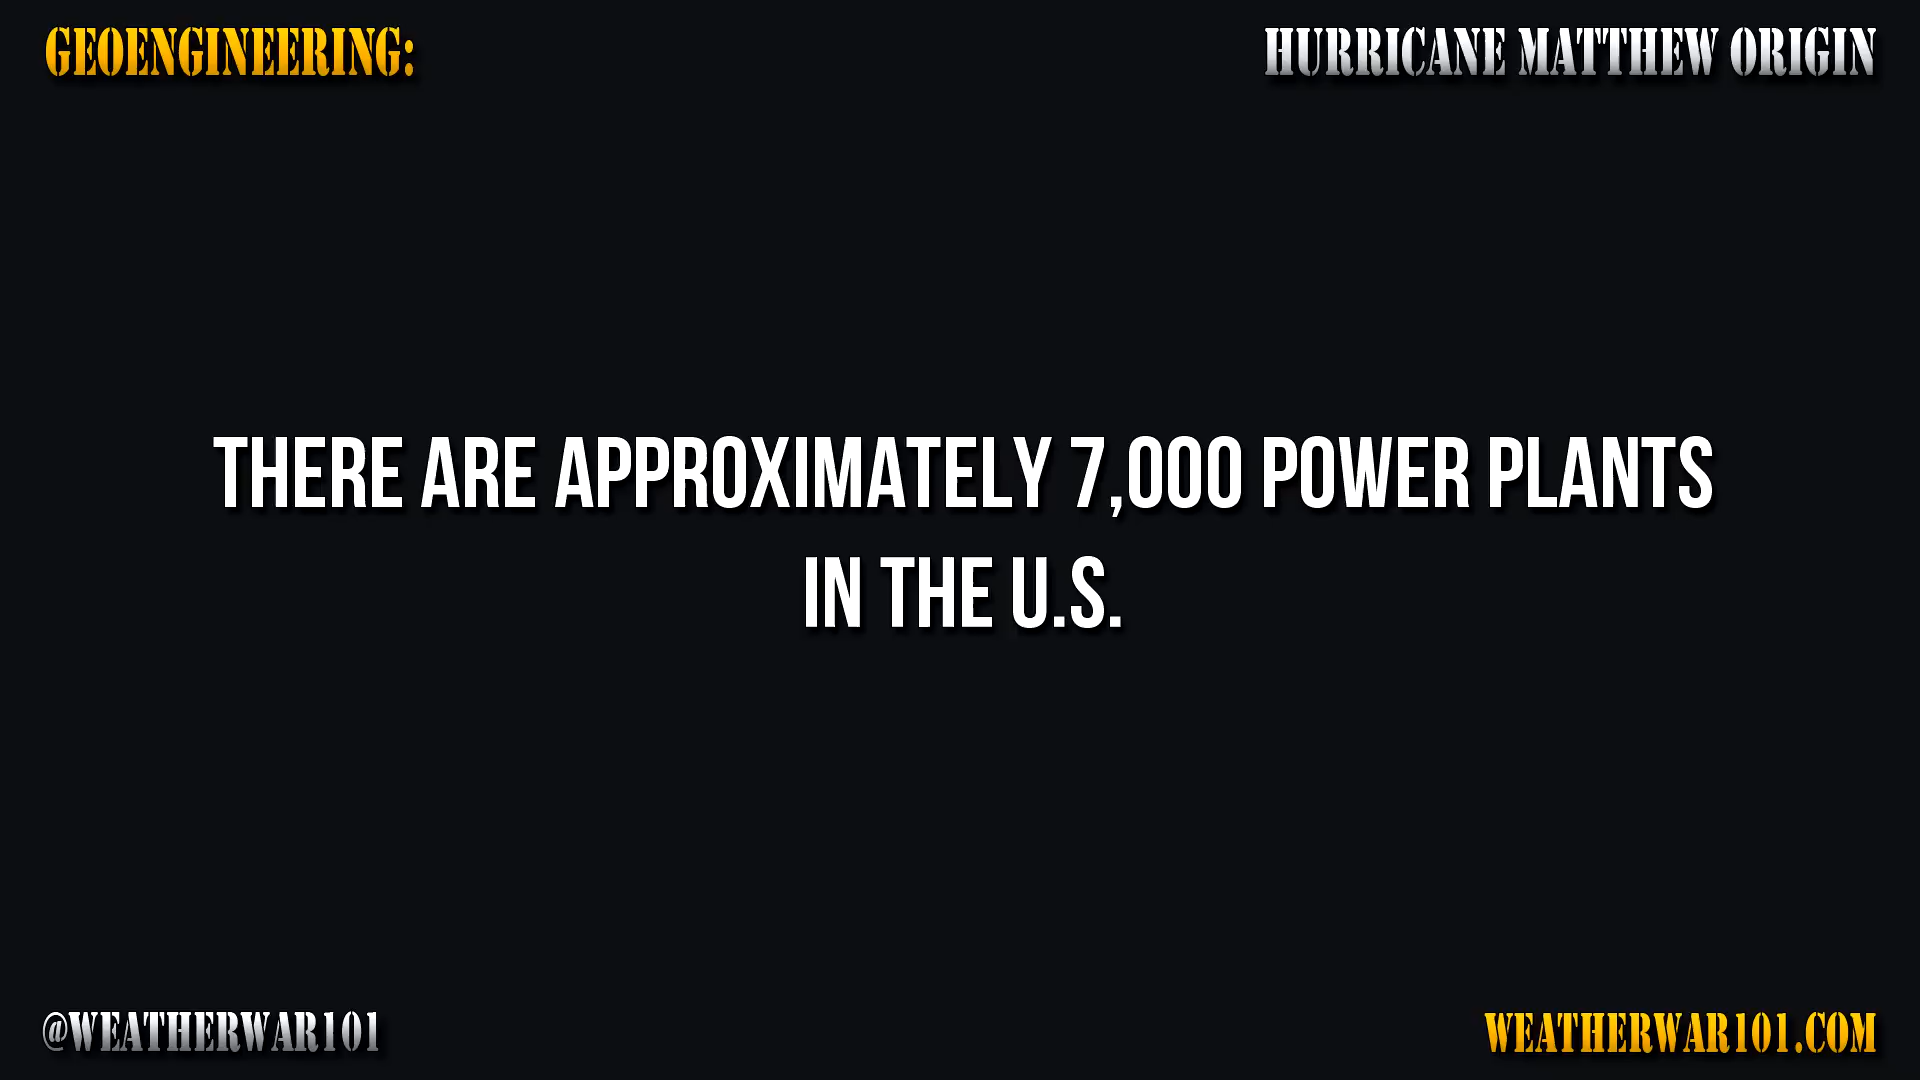 GEOENGINEERING:
HURRICANE MATTHEW ORIGIN
THERE ARE APPROXIMATELY 7,000 POWER PLANTS
IN THE U.S.
@WEATHERWAR101
WEATHERWAR101.COM